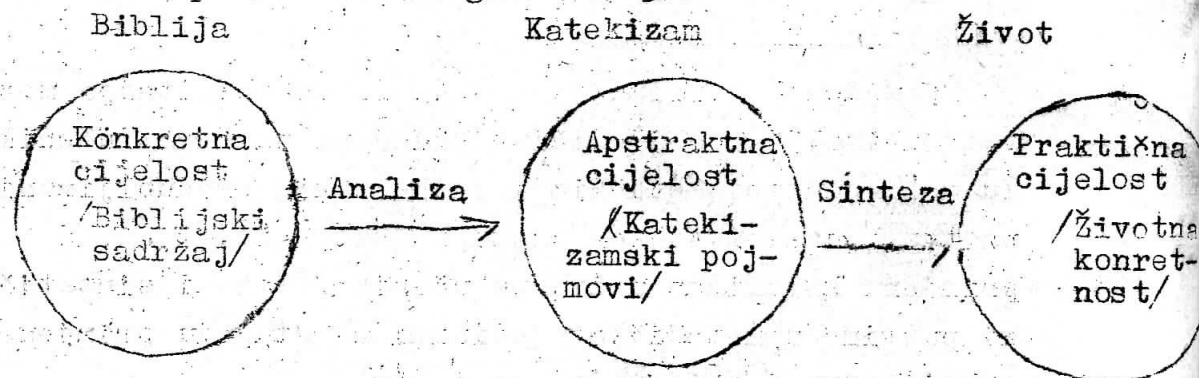 Biblija Katekizam Život
Konkretna
cijelost
/Biblijski
sadržaj/
Analiza
Apstraktna
cijelost
/Kateki-
zamski poj-
movi/
Sinteza
Praktična
cijelost
/Životna
konret-
nost/